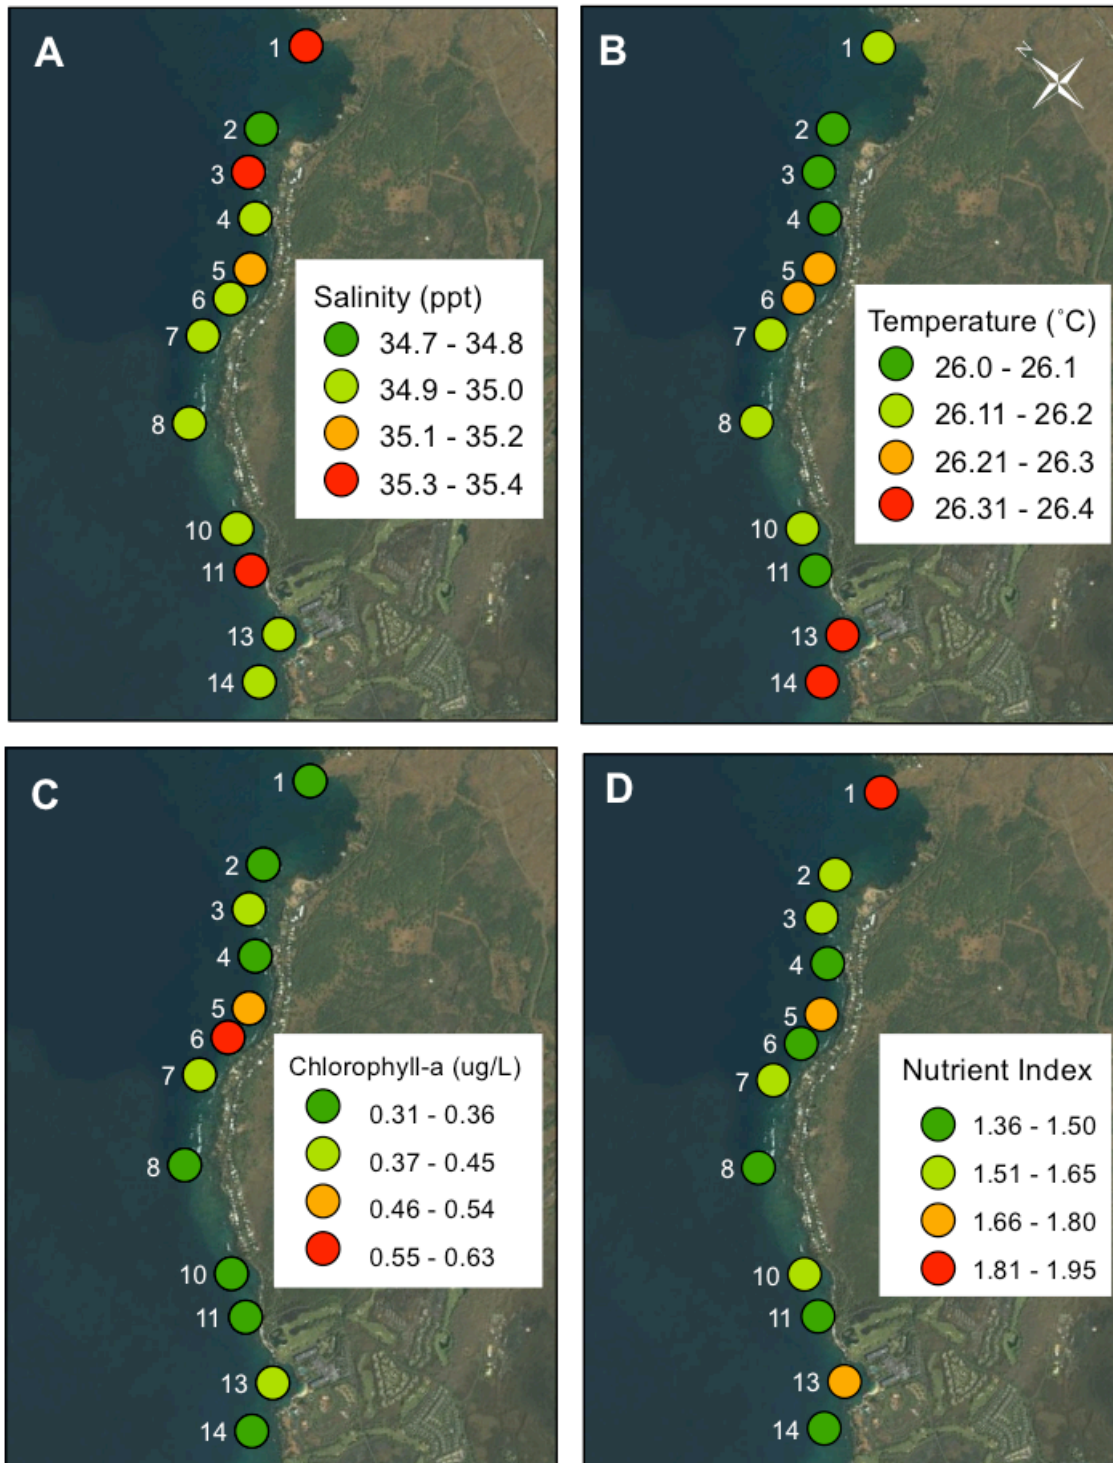 A
1
2
3
4
5
6
7
8
10
11
13
14
Salinity (ppt)
34.7 - 34.8
34.9 - 35.0
35.1 - 35.2
35.3 - 35.4
B
N
1
2
3
4
5
6
7
8
10
11
13
14
Temperature (˚C)
26.0 - 26.1
26.11 - 26.2
26.21 - 26.3
26.31 - 26.4
C
1
2
3
4
5
6
7
8
10
11
13
14
Chlorophyll-a (ug/L)
0.31 - 0.36
0.37 - 0.45
0.46 - 0.54
0.55 - 0.63
D
1
2
3
4
5
6
7
8
10
11
13
14
Nutrient Index
1.36 - 1.50
1.51 - 1.65
1.66 - 1.80
1.81 - 1.95